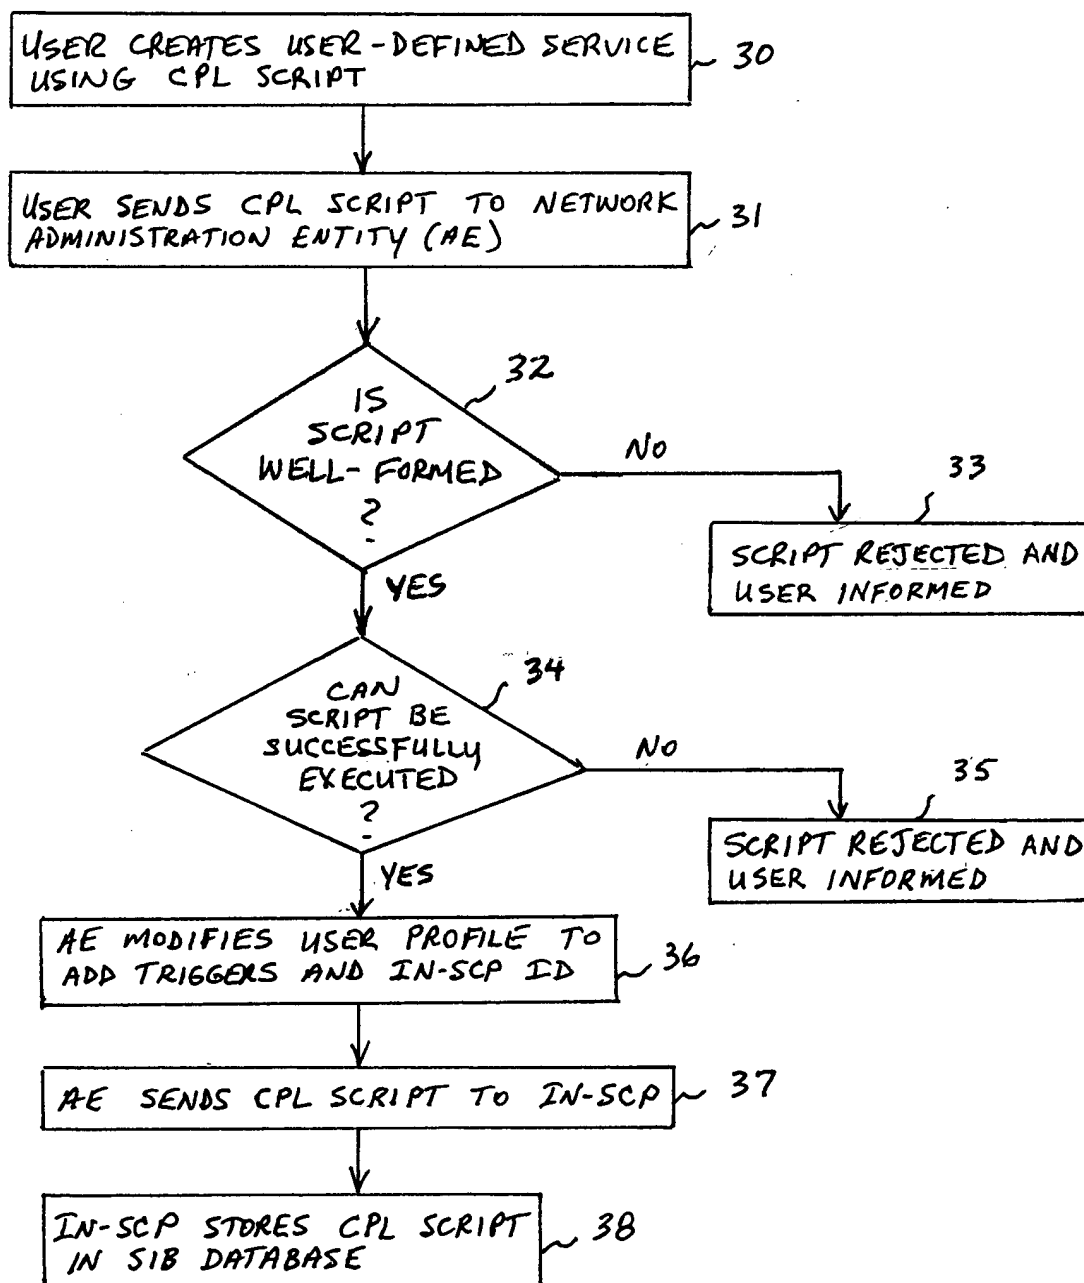 USER CREATES USER-DEFINED SERVICE
USING CPL SCRIPT
30
USER SENDS CPL SCRIPT TO NETWORK
ADMINISTRATION ENTITY (AE)
31
32
IS
SCRIPT
WELL-FORMED
?
NO
33
SCRIPT REJECTED AND
USER INFORMED
YES
34
CAN
SCRIPT BE
SUCCESSFULLY
EXECUTED
?
NO
35
SCRIPT REJECTED AND
USER INFORMED
YES
AE MODIFIES USER PROFILE TO
ADD TRIGGERS AND IN-SCP ID
36
AE SENDS CPL SCRIPT TO IN-SCP
37
IN-SCP STORES CPL SCRIPT
IN SIB DATABASE
38